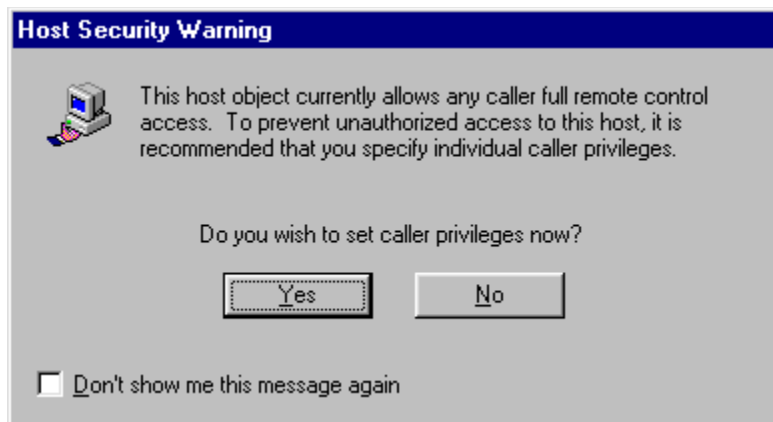 Host Security Warning
This host object currently allows any caller full remote control
access.  To prevent unauthorized access to this host, it is
recommended that you specify individual caller privileges.
Do you wish to set caller privileges now?
Yes
No
Don't show me this message again